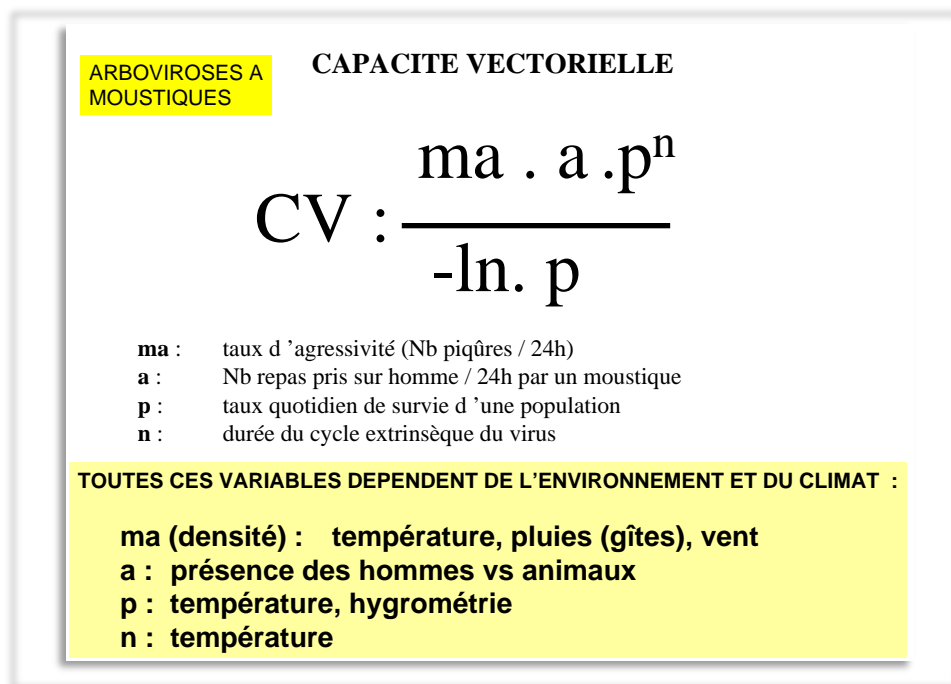 ARBOVIROSES A
MOUSTIQUES
CAPACITE VECTORIELLE
CV : ma . a .pⁿ
-ln. p
ma : taux d ’agressivité (Nb piqûres / 24h)
a : Nb repas pris sur homme / 24h par un moustique
p : taux quotidien de survie d ’une population
n : durée du cycle extrinsèque du virus
TOUTES CES VARIABLES DEPENDENT DE L’ENVIRONNEMENT ET DU CLIMAT :
ma (densité) : température, pluies (gîtes), vent
a : présence des hommes vs animaux
p : température, hygrométrie
n : température